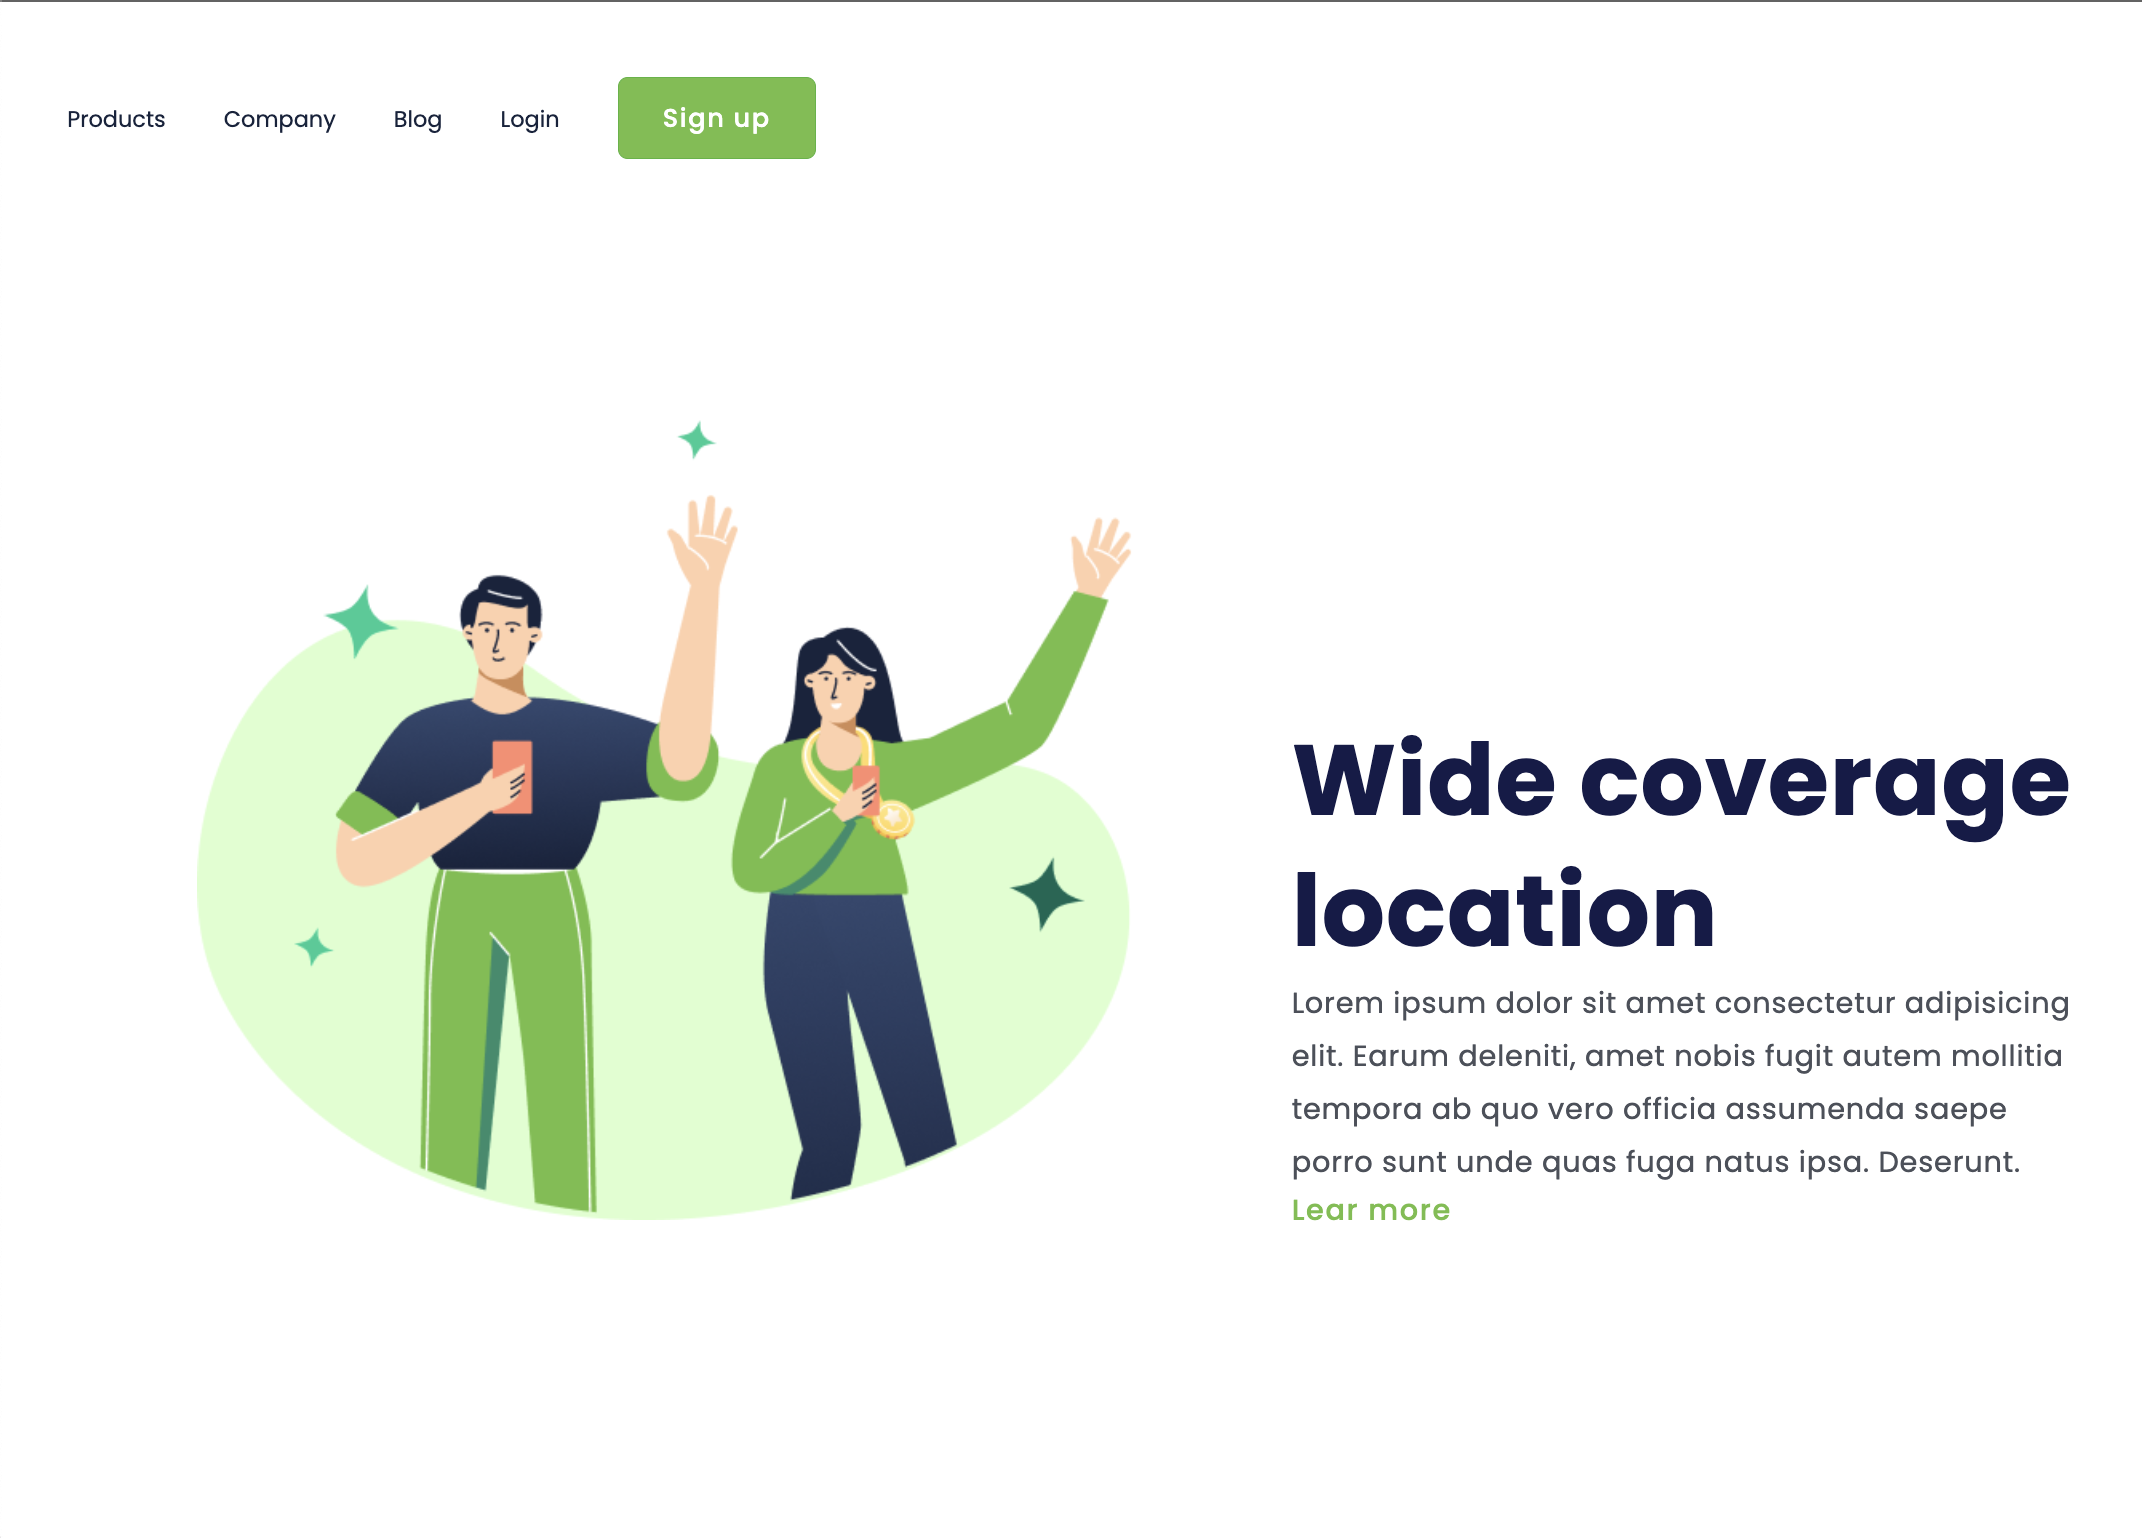 Products Company Blog Login Sign up
Wide coverage
location
Lorem ipsum dolor sit amet consectetur adipisicing
elit. Earum deleniti, amet nobis fugit autem mollitia
tempora ab quo vero officia assumenda saepe
porro sunt unde quas fuga natus ipsa. Deserunt.
Lear more